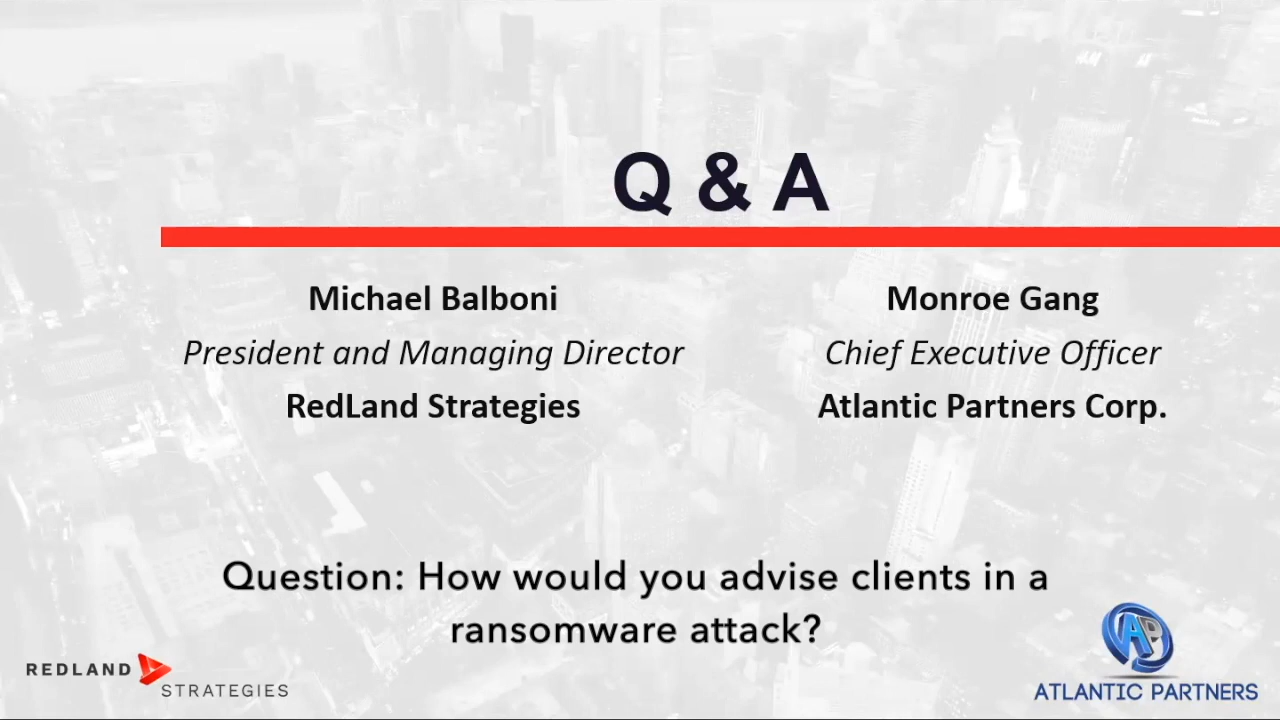 Q & A
Michael Balboni
President and Managing Director
RedLand Strategies
Monroe Gang
Chief Executive Officer
Atlantic Partners Corp.
Question: How would you advise clients in a
ransomware attack?
REDLAND
STRATEGIES
AP
ATLANTIC PARTNERS